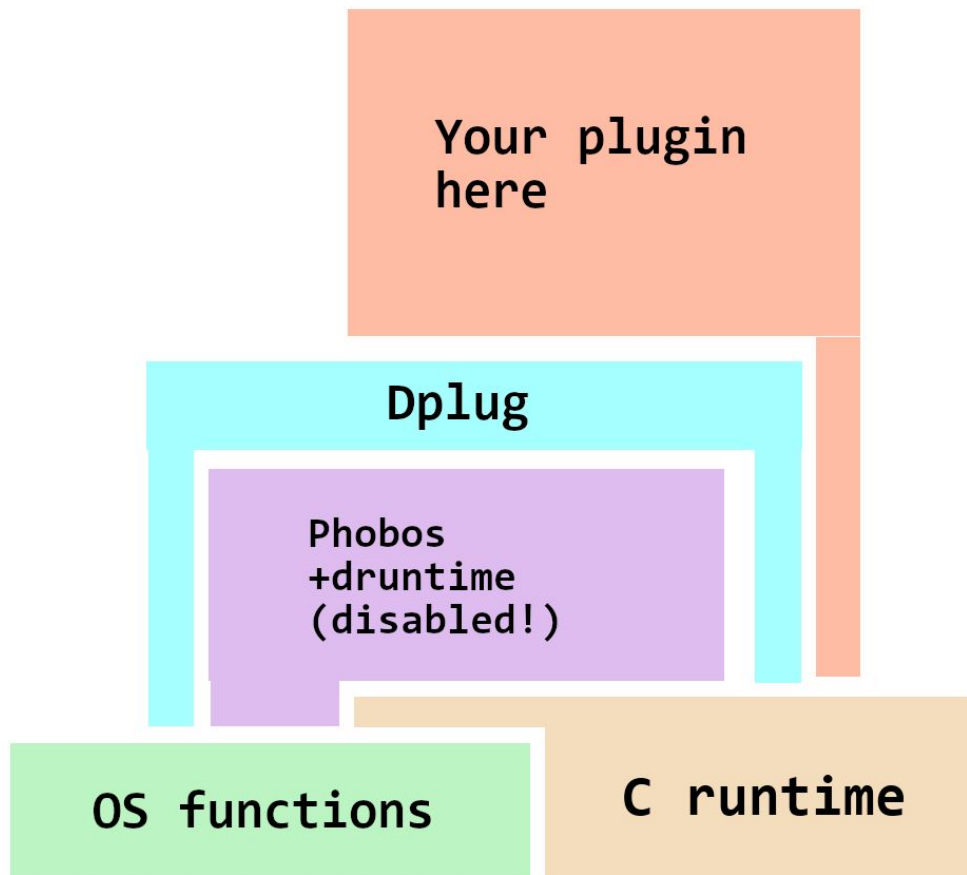 Your plugin
here
Dplug
Phobos
+druntime
(disabled!)
OS functions
C runtime